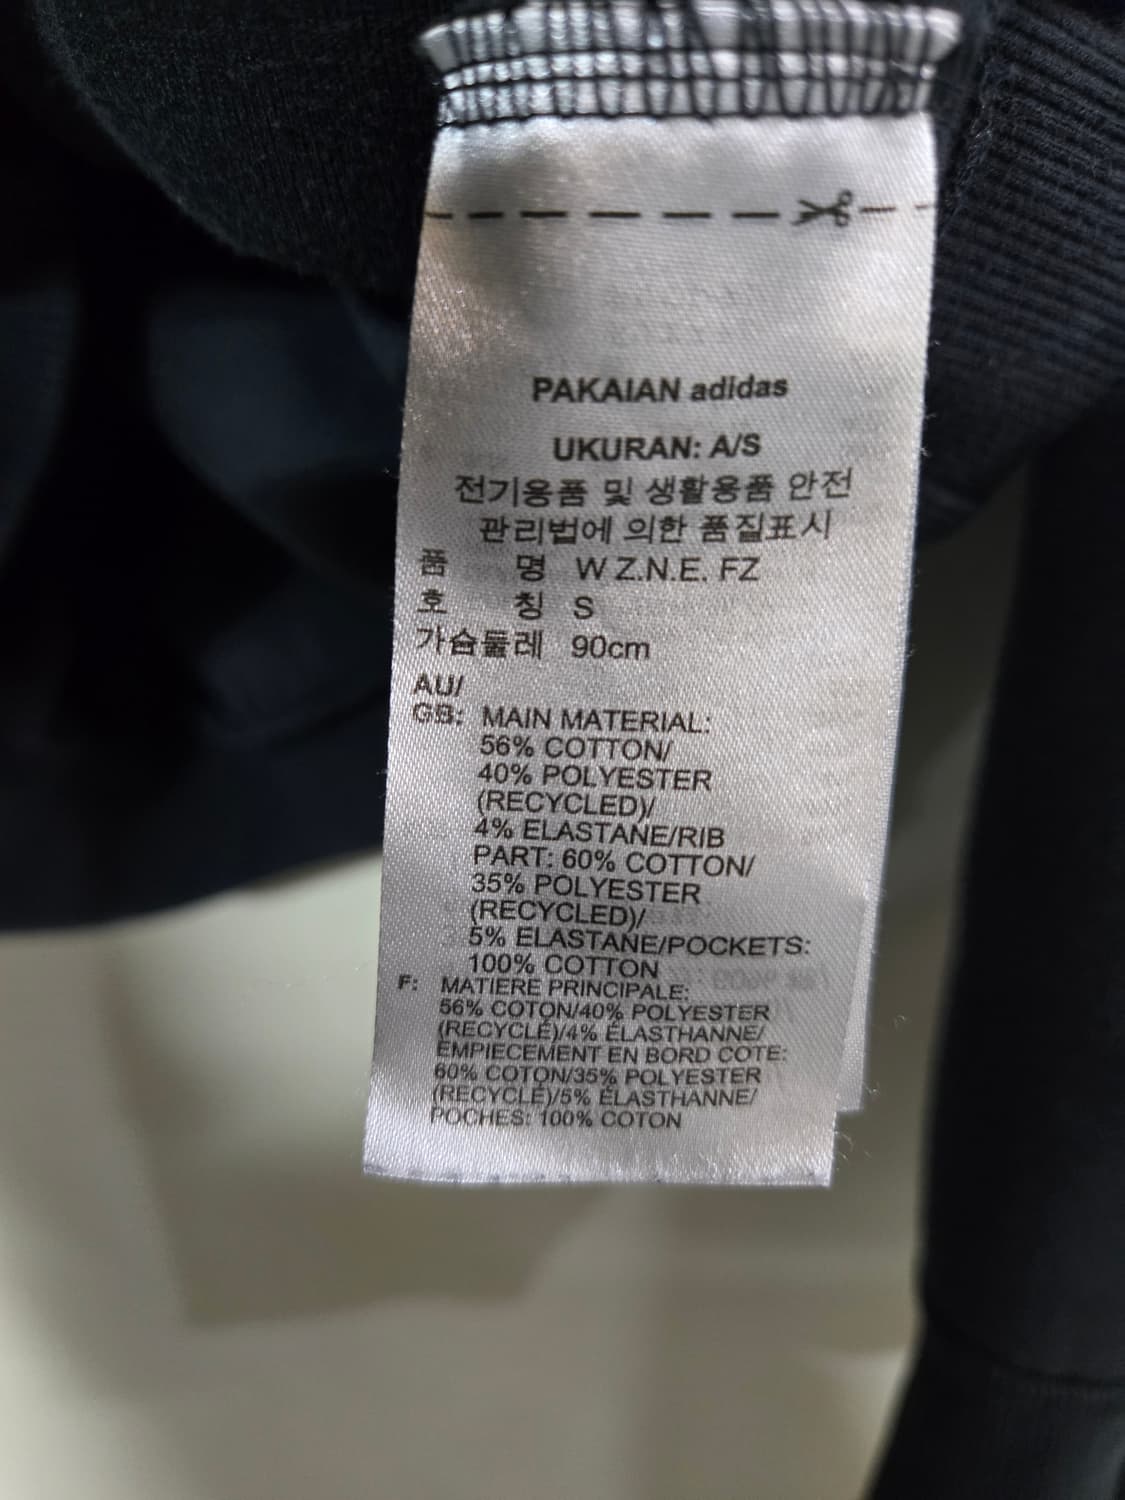 PAKAIAN adidas
UKURAN: A/S
전기용품 및 생활용품 안전
관리법에 의한 품질표시
품 명 W Z.N.E. FZ
호 칭 S
가슴둘레 90cm
AU/
GB: MAIN MATERIAL:
56% COTTON/
40% POLYESTER
(RECYCLED)/
4% ELASTANE/RIB
PART: 60% COTTON/
35% POLYESTER
(RECYCLED)/
5% ELASTANE/POCKETS:
100% COTTON
F: MATIERE PRINCIPALE:
56% COTON/40% POLYESTER
(RECYCLÉ)/4% ÉLASTHANNE/
EMPIECEMENT EN BORD COTE:
60% COTON/35% POLYESTER
(RECYCLÉ)/5% ÉLASTHANNE/
POCHES: 100% COTON